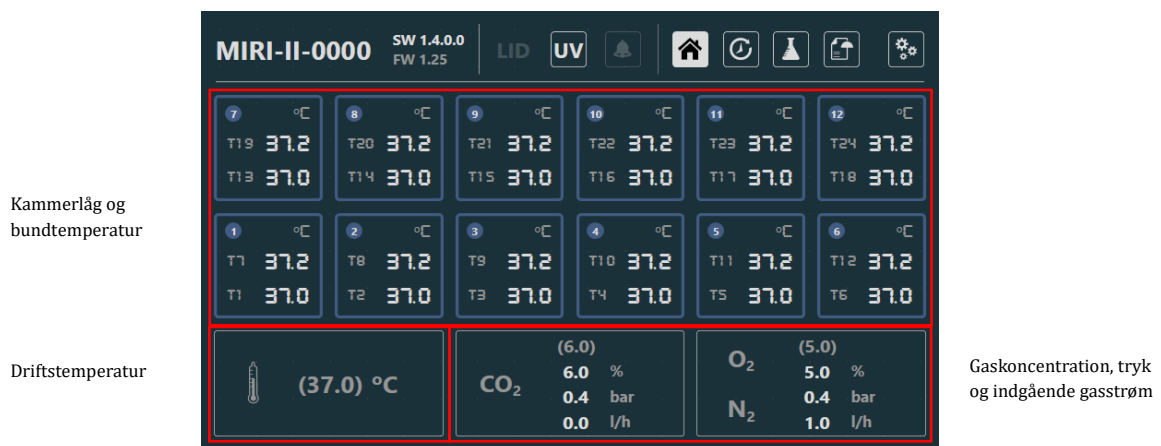 MIRI-II-0000 SW 1.4.0.0 LID UV
FW 1.25
7 °C 8 °C 9 °C 10 °C 11 °C 12 °C
T19 37.2 T20 37.2 T21 37.2 T22 37.2 T23 37.2 T24 37.2
T13 37.0 T14 37.0 T15 37.0 T16 37.0 T17 37.0 T18 37.0
Kammerlåg og
bundtemperatur
1 °C 2 °C 3 °C 4 °C 5 °C 6 °C
T7 37.2 T8 37.2 T9 37.2 T10 37.2 T11 37.2 T12 37.2
T1 37.0 T2 37.0 T3 37.0 T4 37.0 T5 37.0 T6 37.0
Driftstemperatur
(37.0) °C
CO₂
(6.0)
6.0 %
0.4 bar
0.0 l/h
O₂
N₂
(5.0)
5.0 %
0.4 bar
1.0 l/h
Gaskoncentration, tryk
og indgående gasstrøm